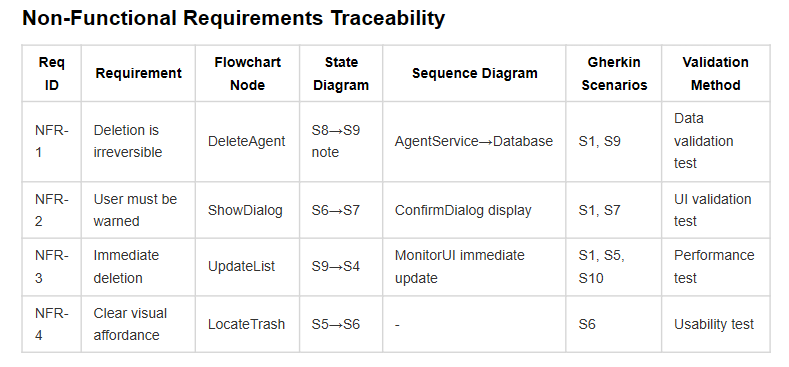 Non-Functional Requirements Traceability
Req ID | Requirement | Flowchart Node | State Diagram | Sequence Diagram | Gherkin Scenarios | Validation Method
NFR-1 | Deletion is irreversible | DeleteAgent | S8→S9 note | AgentService→Database | S1, S9 | Data validation test
NFR-2 | User must be warned | ShowDialog | S6→S7 | ConfirmDialog display | S1, S7 | UI validation test
NFR-3 | Immediate deletion | UpdateList | S9→S4 | MonitorUI immediate update | S1, S5, S10 | Performance test
NFR-4 | Clear visual affordance | LocateTrash | S5→S6 | - | S6 | Usability test